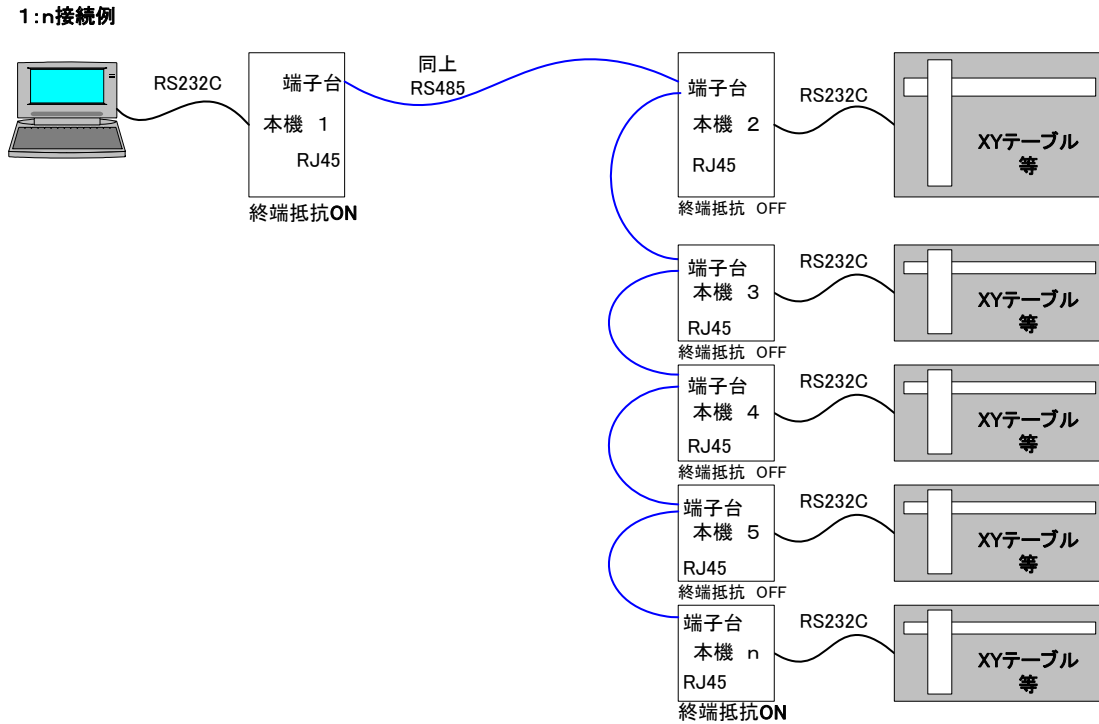 1:n接続例
RS232C
端子台
本機 1
RJ45
終端抵抗ON
同上
RS485
端子台
本機 2
RJ45
終端抵抗 OFF
RS232C
XYテーブル
等
端子台
本機 3
RJ45
終端抵抗 OFF
RS232C
XYテーブル
等
端子台
本機 4
RJ45
終端抵抗 OFF
RS232C
XYテーブル
等
端子台
本機 5
RJ45
終端抵抗 OFF
RS232C
XYテーブル
等
端子台
本機 n
RJ45
終端抵抗ON
RS232C
XYテーブル
等